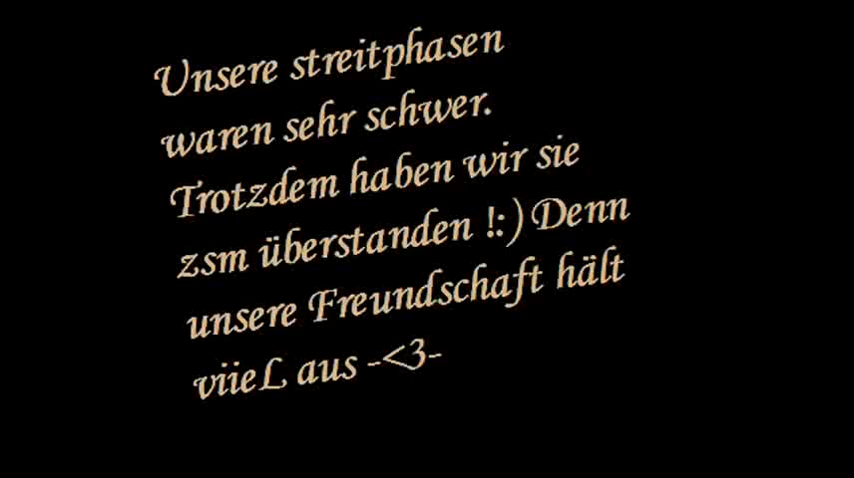 Unsere streitphasen
waren sehr schwer.
Trotzdem haben wir sie
zsm überstanden !:) Denn
unsere Freundschaft hält
viieL aus -<3-